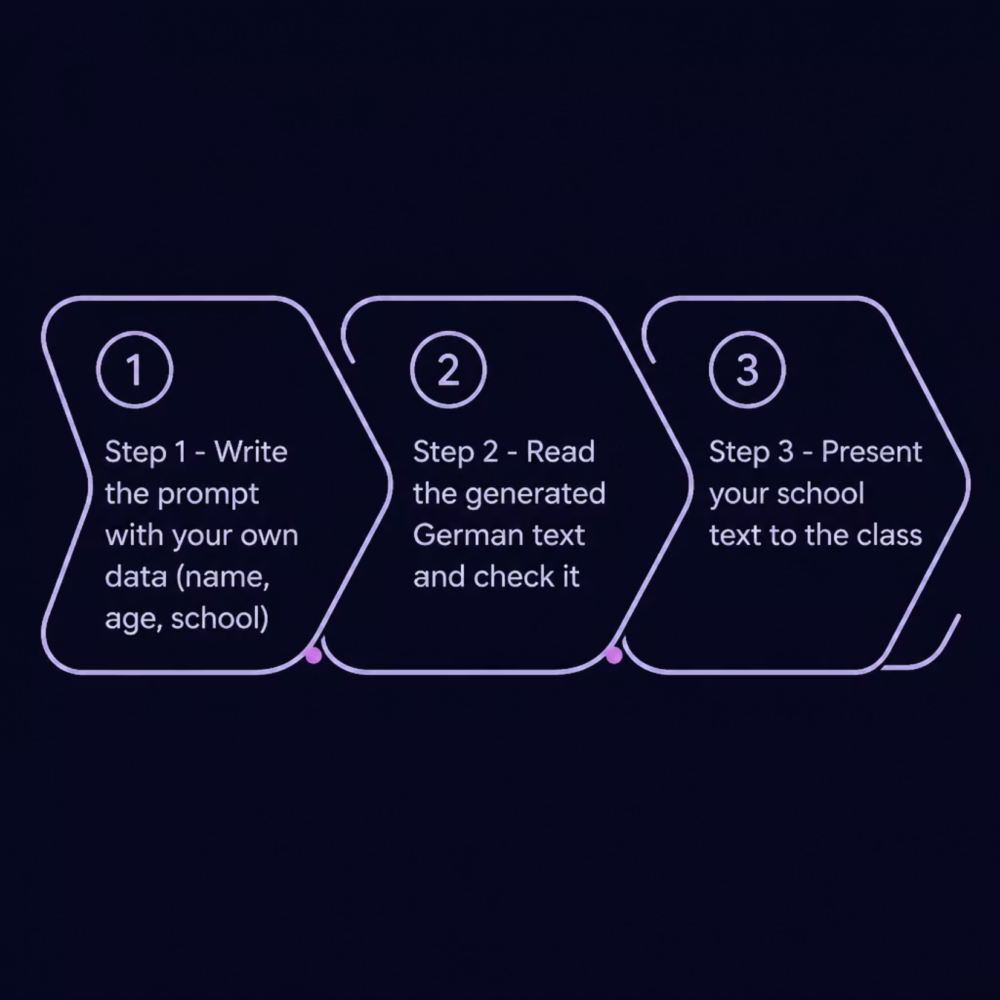 1
Step 1 - Write
the prompt
with your own
data (name,
age, school)
2
Step 2 - Read
the generated
German text
and check it
3
Step 3 - Present
your school
text to the class